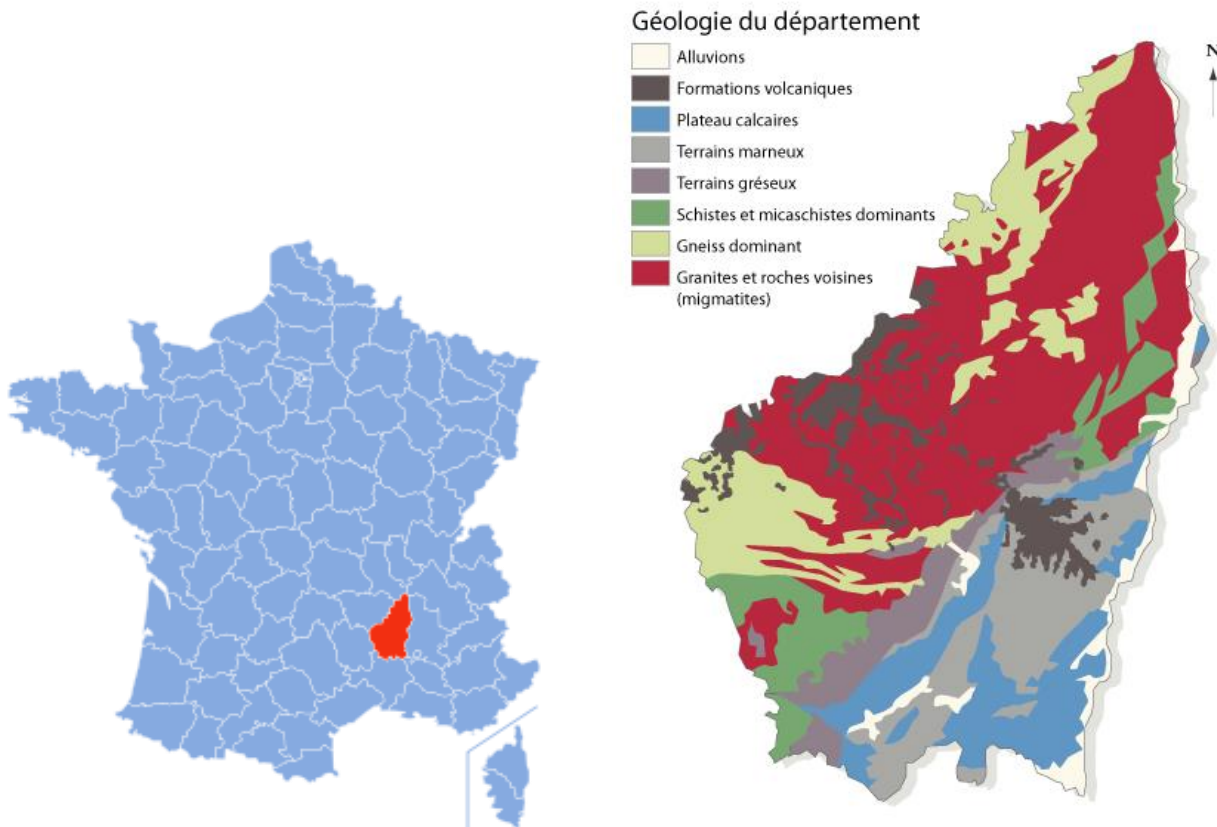 Géologie du département
Alluvions
Formations volcaniques
Plateau calcaires
Terrains marneux
Terrains gréseux
Schistes et micaschistes dominants
Gneiss dominant
Granites et roches voisines
(migmatites)
N